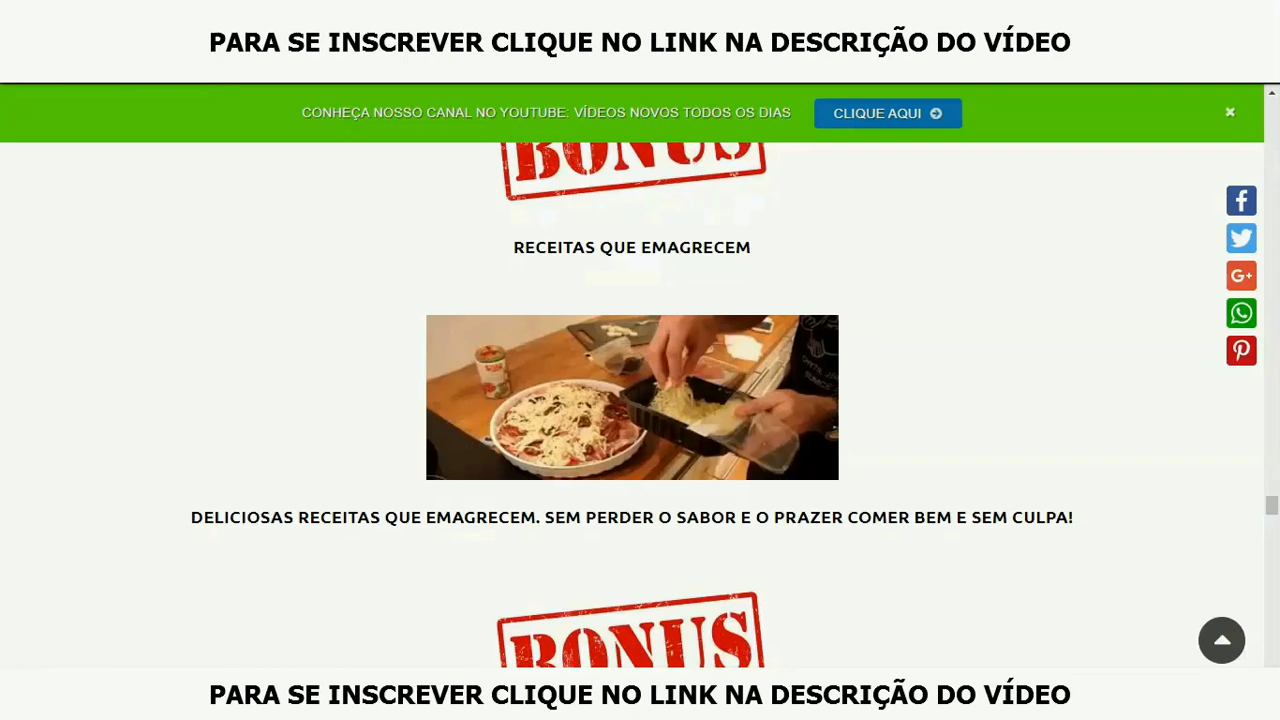 PARA SE INSCREVER CLIQUE NO LINK NA DESCRIÇÃO DO VÍDEO
CONHEÇA NOSSO CANAL NO YOUTUBE: VÍDEOS NOVOS TODOS OS DIAS CLIQUE AQUI
BONUS
RECEITAS QUE EMAGRECEM
DELICIOSAS RECEITAS QUE EMAGRECEM. SEM PERDER O SABOR E O PRAZER COMER BEM E SEM CULPA!
BONUS
PARA SE INSCREVER CLIQUE NO LINK NA DESCRIÇÃO DO VÍDEO